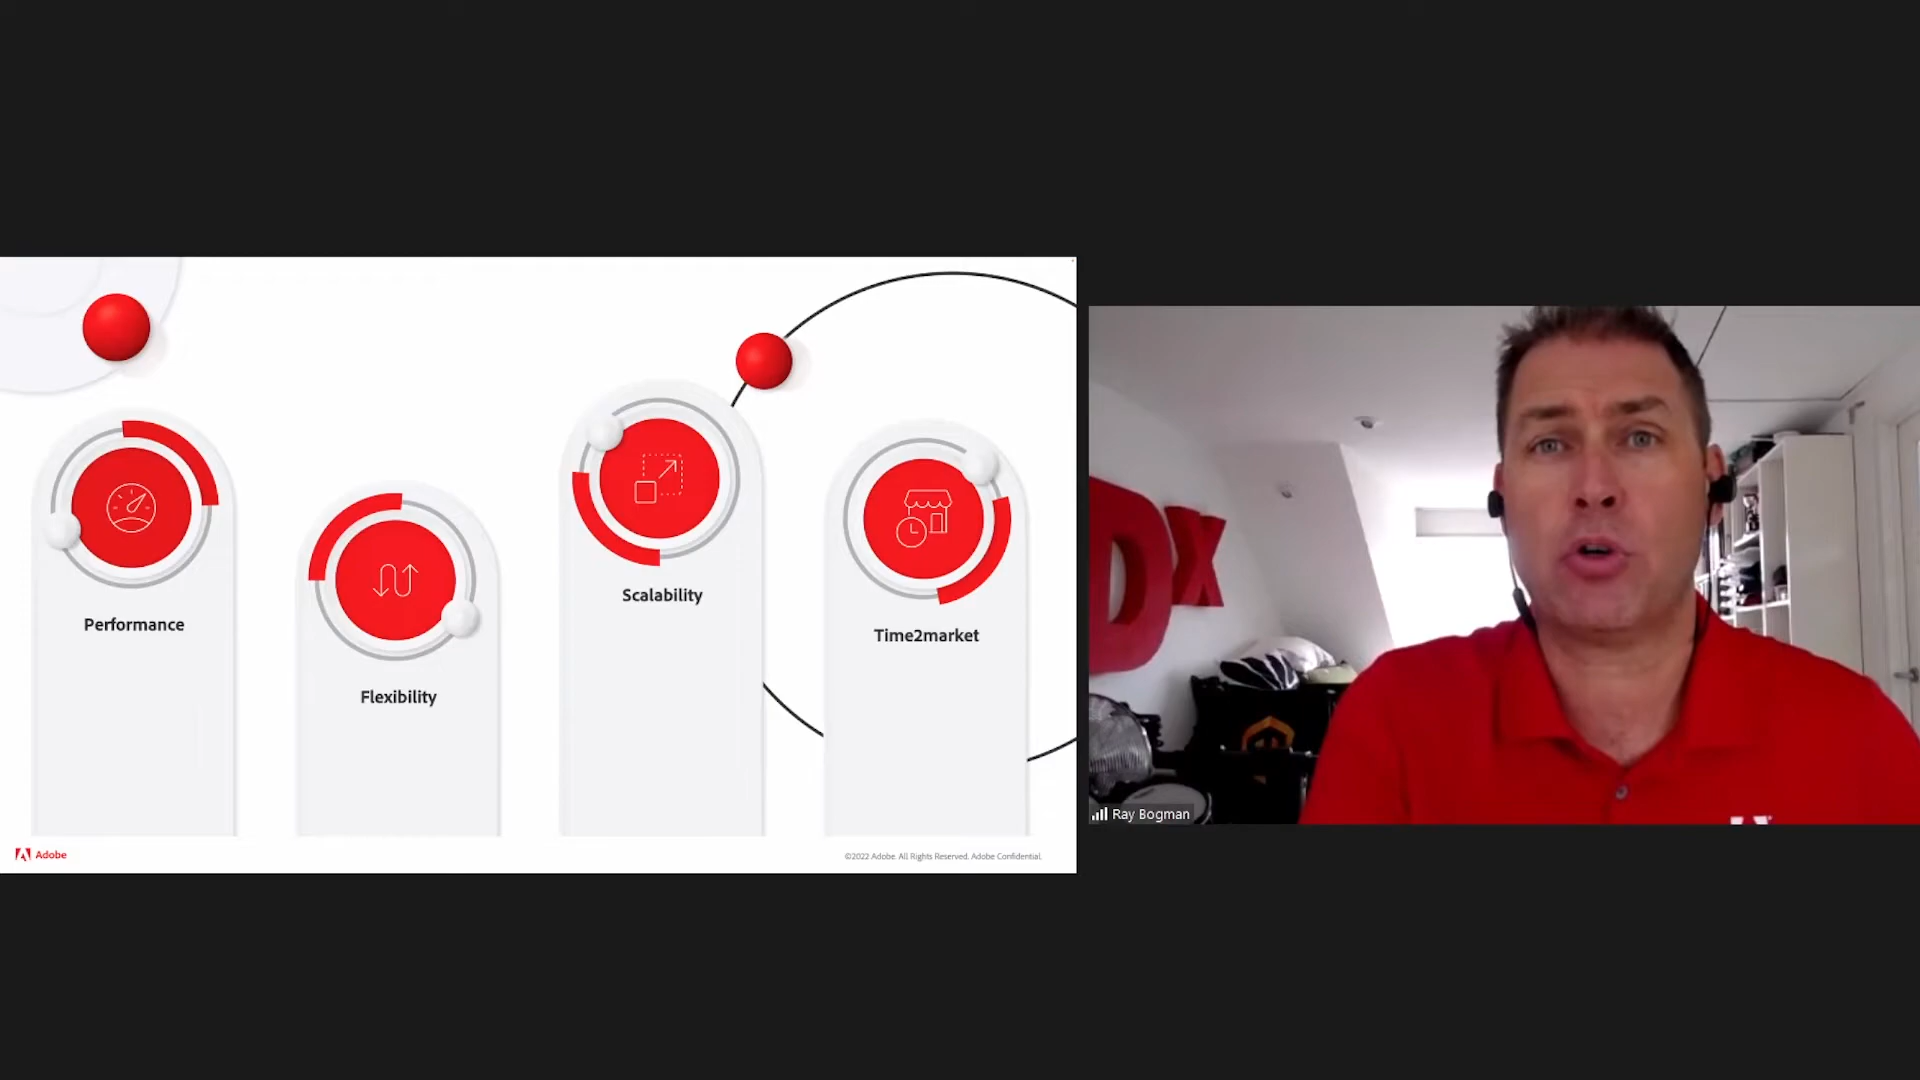 Performance
Flexibility
Scalability
Time2market
Adobe
©2022 Adobe. All Rights Reserved. Adobe Confidential.
DX
Ray Bogman